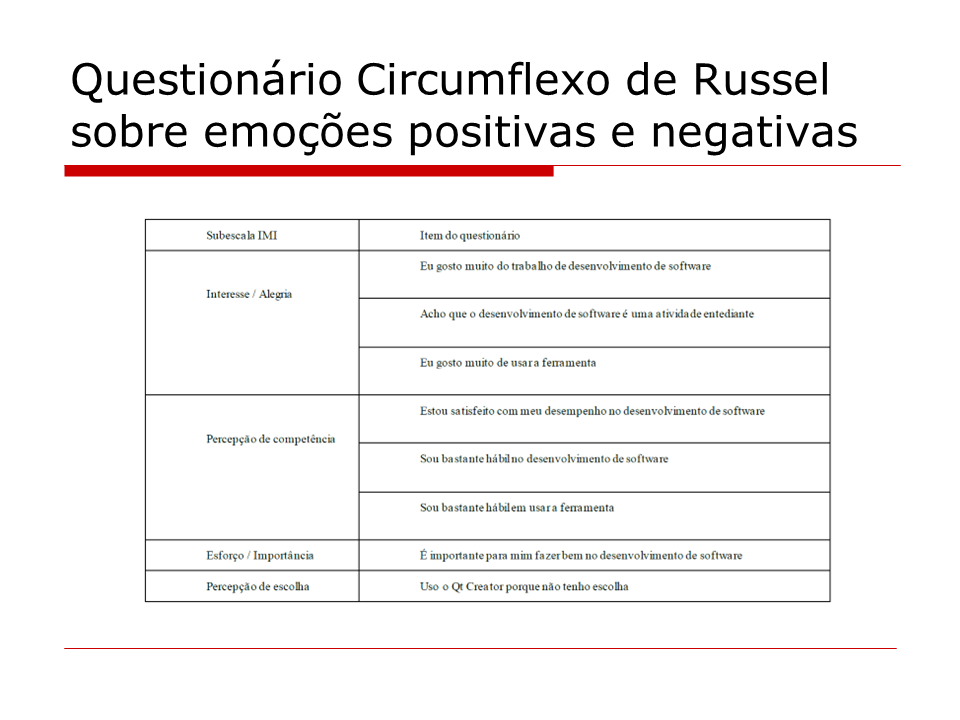 Questionário Circumflexo de Russel
sobre emoções positivas e negativas
Subescala IMI
Item do questionário
Interesse / Alegria
Eu gosto muito do trabalho de desenvolvimento de software
Acho que o desenvolvimento de software é uma atividade entediante
Eu gosto muito de usar a ferramenta
Percepção de competência
Estou satisfeito com meu desempenho no desenvolvimento de software
Sou bastante hábil no desenvolvimento de software
Sou bastante hábil em usar a ferramenta
Esforço / Importância
É importante para mim fazer bem no desenvolvimento de software
Percepção de escolha
Uso o Qt Creator porque não tenho escolha